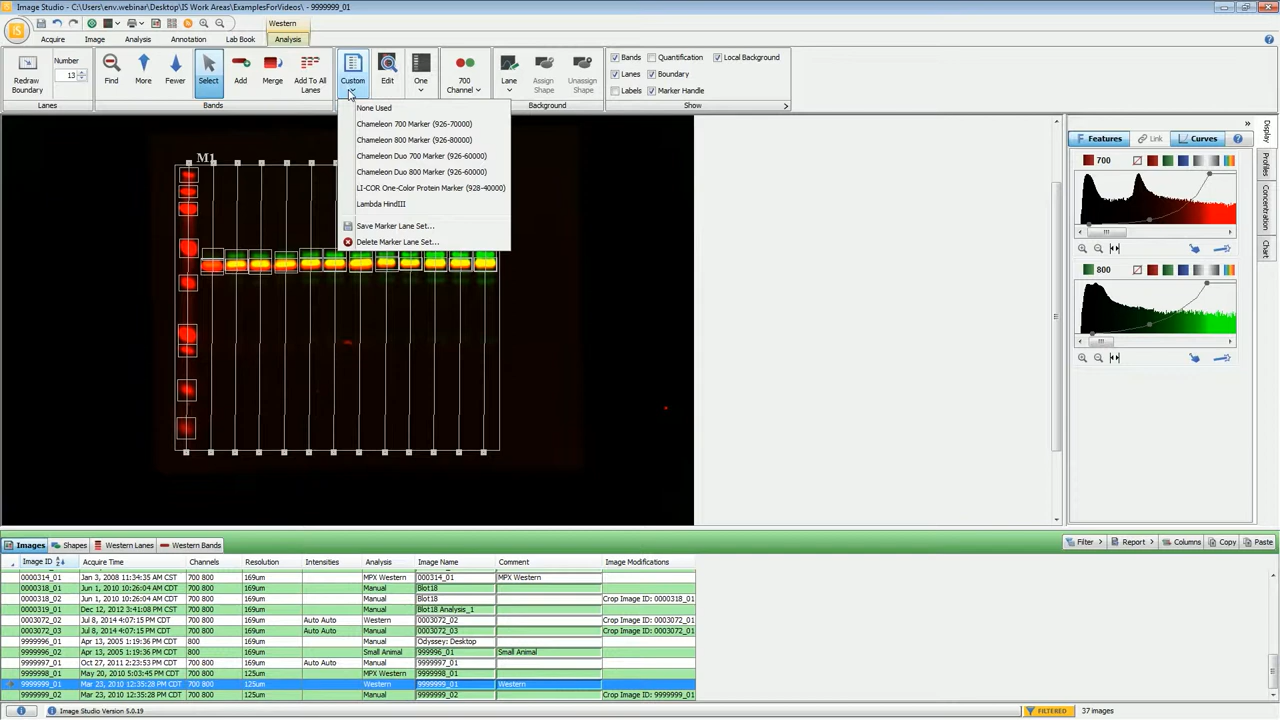 Image Studio - C:\Users\env.webinar\Desktop\IS Work Areas\ExamplesForVideos\ - 9999999_01
Western
Acquire Image Analysis Annotation Lab Book Analysis
Redraw Boundary
Number
13
Lanes
Find More Fewer Select Add Merge Add To All Lanes
Bands
Custom Edit One
700 Channel
Lane Assign Shape Unassign Shape
Background
Bands Quantification Local Background
Lanes Boundary
Labels Marker Handle
Show
None Used
Chameleon 700 Marker (926-70000)
Chameleon 800 Marker (926-80000)
Chameleon Duo 700 Marker (926-60000)
Chameleon Duo 800 Marker (926-60000)
LI-COR One-Color Protein Marker (928-40000)
Lambda HindIII
Save Marker Lane Set...
Delete Marker Lane Set...
M1
Features Link Curves
700
800
Display
Profiles
Concentration
Chart
Images Shapes Western Lanes Western Bands
Filter Report Columns Copy Paste
Image ID Acquire Time Channels Resolution Intensities Analysis Image Name Comment Image Modifications
0000314_01 Jan 3, 2008 11:34:35 AM CST 700 800 169um MPX Western 000314_01 MPX Western
0000318_01 Jun 1, 2010 10:26:04 AM CDT 700 800 169um Manual Blot18
0000318_02 Jun 1, 2010 10:26:04 AM CDT 700 800 169um Manual Blot18 Crop Image ID: 0000318_01
0000319_01 Dec 12, 2012 3:41:08 PM CST 700 800 169um Manual Blot18 Analysis_1
0003072_02 Jul 8, 2014 4:07:15 PM CDT 700 800 169um Auto Auto Western 0003072_02 Crop Image ID: 0003072_01
0003072_03 Jul 8, 2014 4:07:15 PM CDT 700 800 169um Auto Auto Manual 0003072_03 Crop Image ID: 0003072_01
9999996_01 Apr 13, 2005 1:19:36 PM CDT 800 169um Manual Odyssey: Desktop
9999996_02 Apr 13, 2005 1:19:36 PM CDT 800 169um Small Animal 9999996_01 Small Animal
9999997_01 Oct 27, 2011 2:23:53 PM CDT 700 800 169um Auto Auto Manual 9999997_01
9999998_01 May 20, 2010 5:03:45 PM CDT 700 800 125um MPX Western 9999998_01
9999999_01 Mar 23, 2010 12:35:28 PM CDT 700 800 125um Western 9999999_01 Western
9999999_02 Mar 23, 2010 12:35:28 PM CDT 700 800 125um Manual 9999999_02 Crop Image ID: 9999999_01
Image Studio Version 5.0.19
FILTERED 37 images